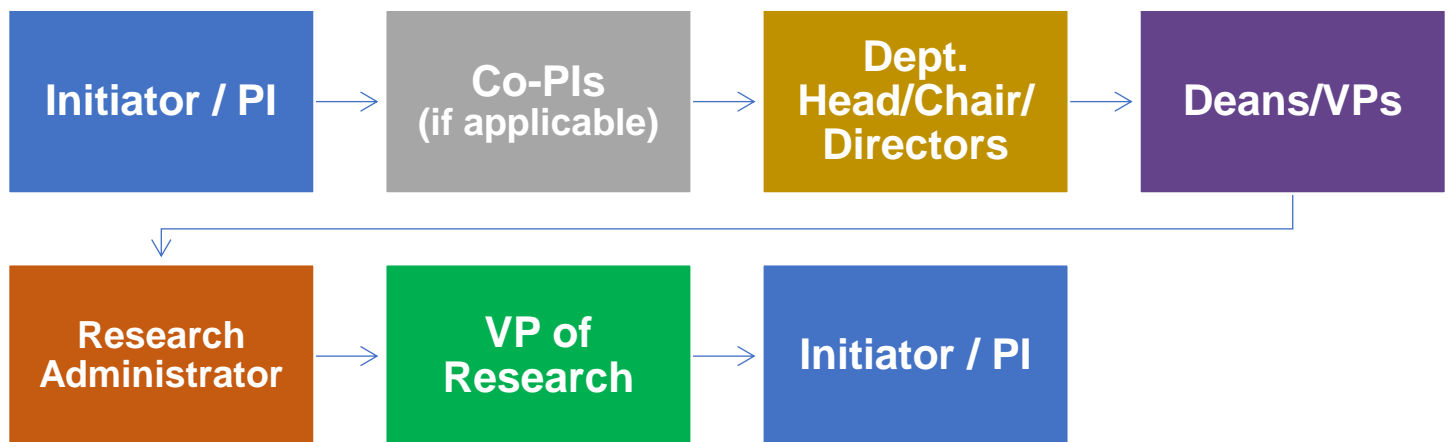 Initiator / PI
Co-PIs
(if applicable)
Dept.
Head/Chair/
Directors
Deans/VPs
Research
Administrator
VP of
Research
Initiator / PI